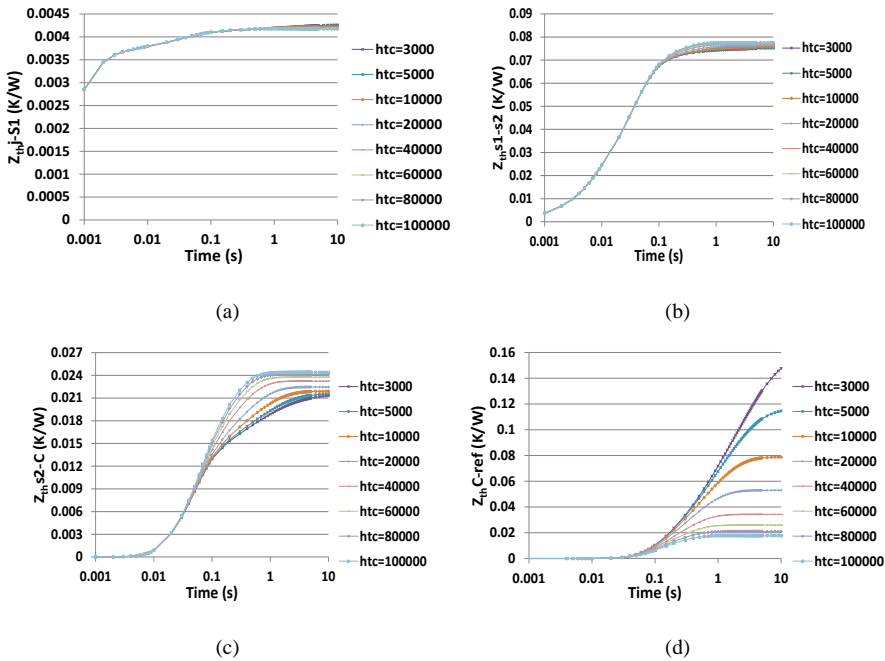 0.0045
0.004
0.0035
0.003
0.0025
0.002
0.0015
0.001
0.0005
0
Zthj-S1 (K/W)
0.001 0.01 0.1 1 10
Time (s)
htc=3000
htc=5000
htc=10000
htc=20000
htc=40000
htc=60000
htc=80000
htc=100000
(a)
0.09
0.08
0.07
0.06
0.05
0.04
0.03
0.02
0.01
0
Zths1-s2 (K/W)
0.001 0.01 0.1 1 10
Time (s)
htc=3000
htc=5000
htc=10000
htc=20000
htc=40000
htc=60000
htc=80000
htc=100000
(b)
0.027
0.024
0.021
0.018
0.015
0.012
0.009
0.006
0.003
0
Zths2-C (K/W)
0.001 0.01 0.1 1 10
Time (s)
htc=3000
htc=5000
htc=10000
htc=20000
htc=40000
htc=60000
htc=80000
htc=100000
(c)
0.16
0.14
0.12
0.1
0.08
0.06
0.04
0.02
0
ZthC-ref (K/W)
0.001 0.01 0.1 1 10
Time (s)
htc=3000
htc=5000
htc=10000
htc=20000
htc=40000
htc=60000
htc=80000
htc=100000
(d)